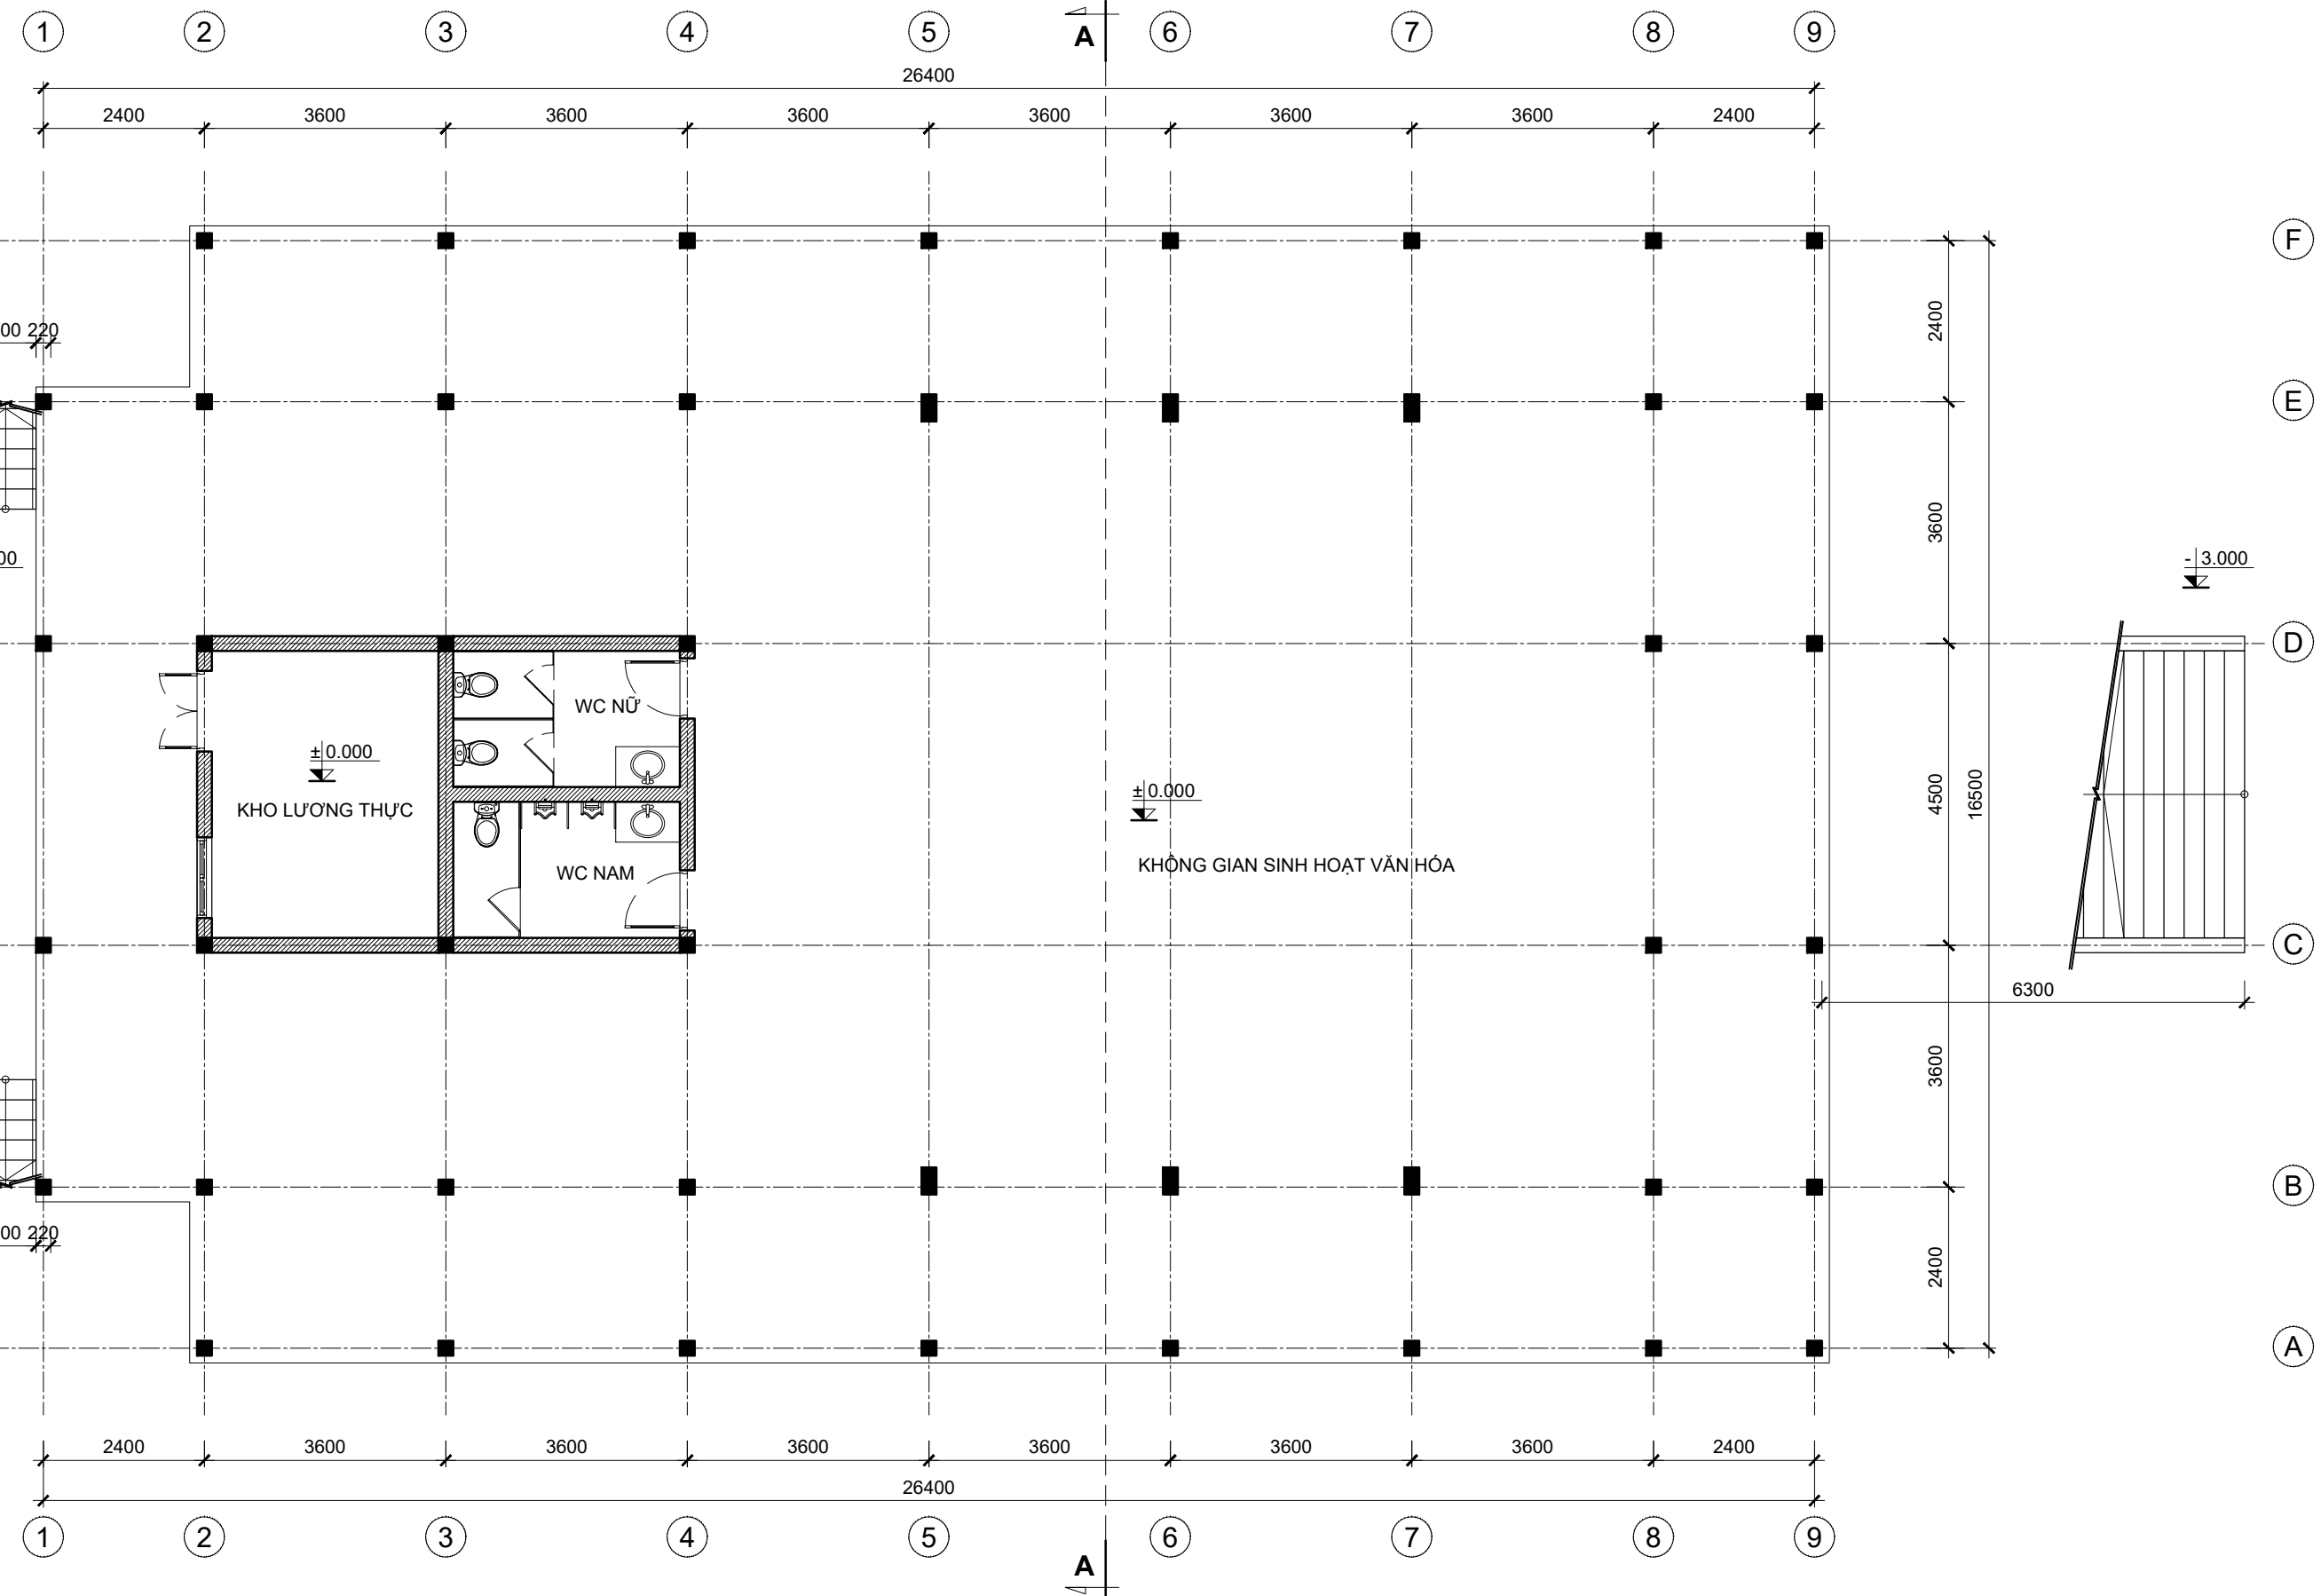 1 2 3 4 5 A 6 7 8 9
26400
2400 3600 3600 3600 3600 3600 3600 2400
F
2400
00 220
E
3600
00
- 3.000
D
WC NỮ
± 0.000
± 0.000
4500
16500
KHO LƯƠNG THỰC
KHÔNG GIAN SINH HOẠT VĂN HÓA
WC NAM
C
6300
3600
B
00 220
2400
A
2400 3600 3600 3600 3600 3600 3600 2400
26400
1 2 3 4 5 A 6 7 8 9